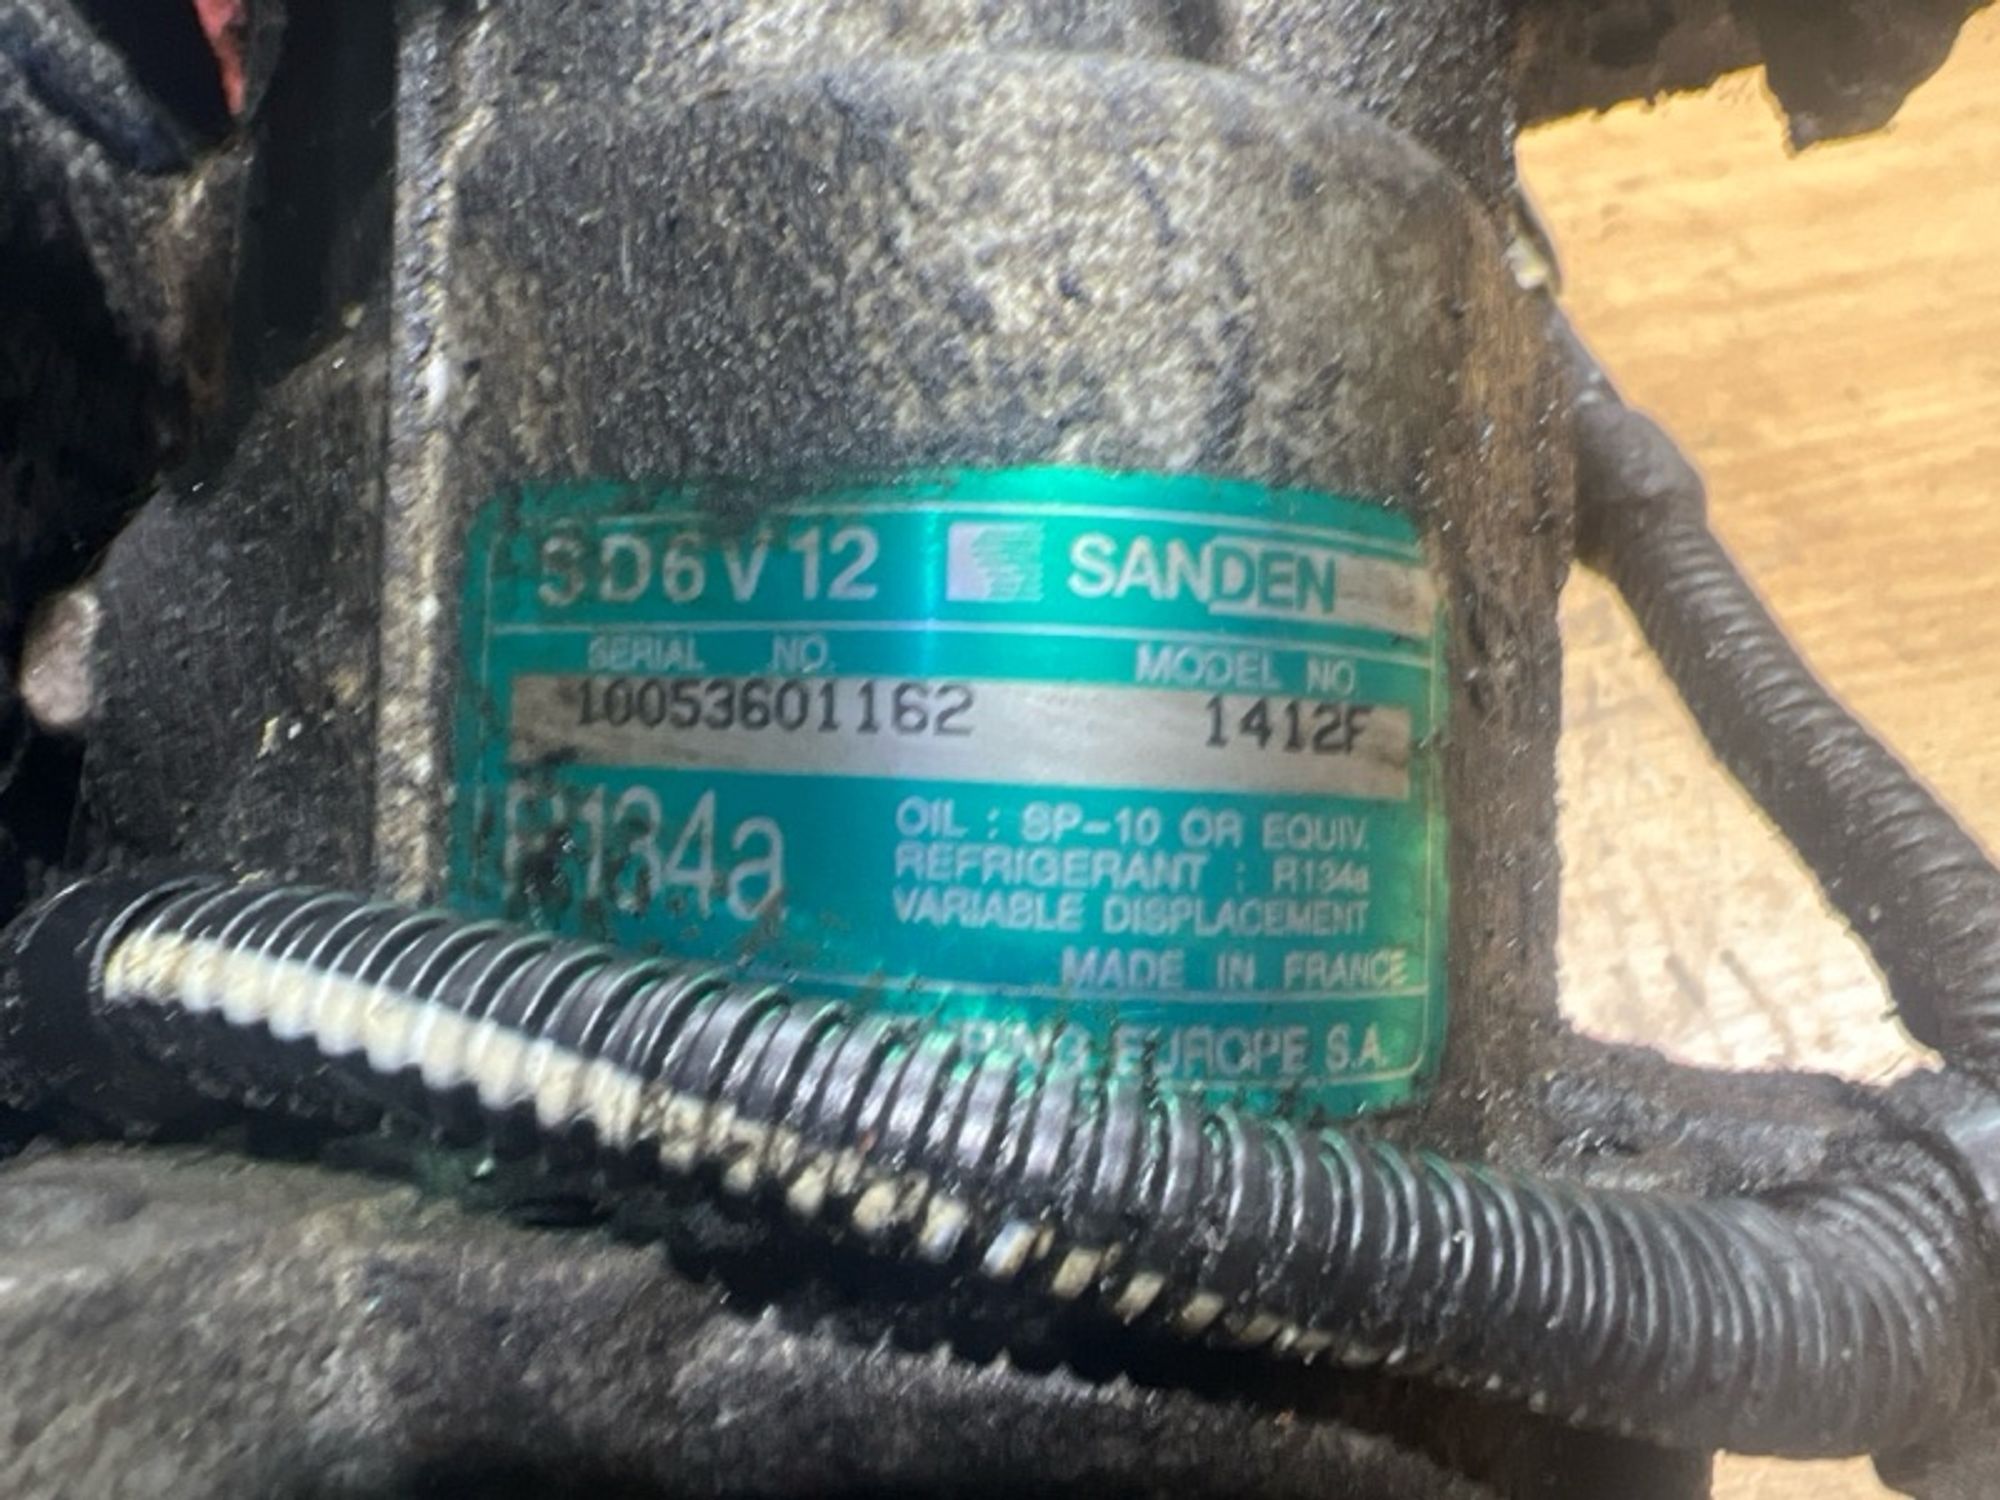 SD6V12 SANDEN
SERIAL NO. MODEL NO.
10053601162 1412F
R134a
OIL : SP-10 OR EQUIV.
REFRIGERANT : R134a
VARIABLE DISPLACEMENT
MADE IN FRANCE
EUROPE S.A.